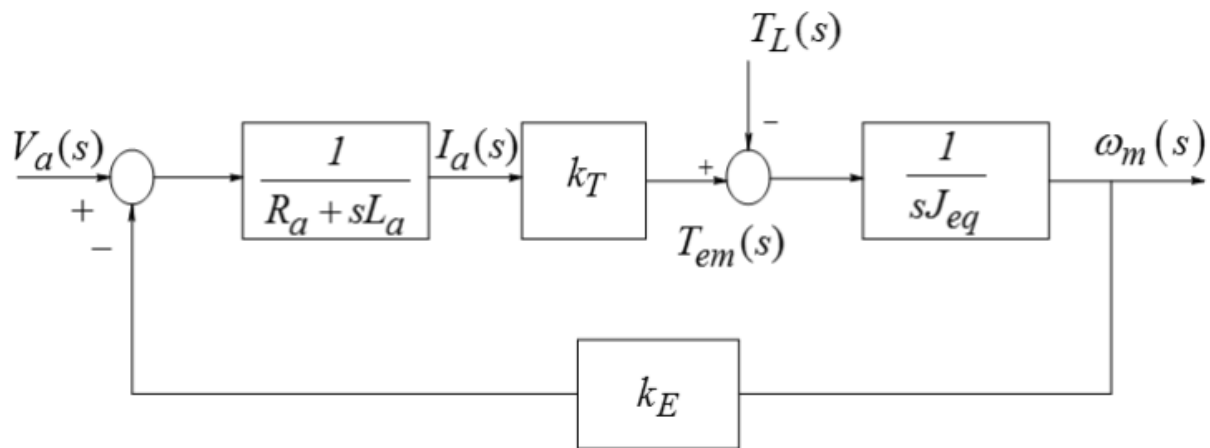 T_L(s)
V_a(s)
+
−
1
R_a + sL_a
I_a(s)
k_T
+
−
T_em(s)
1
sJ_eq
ω_m(s)
k_E